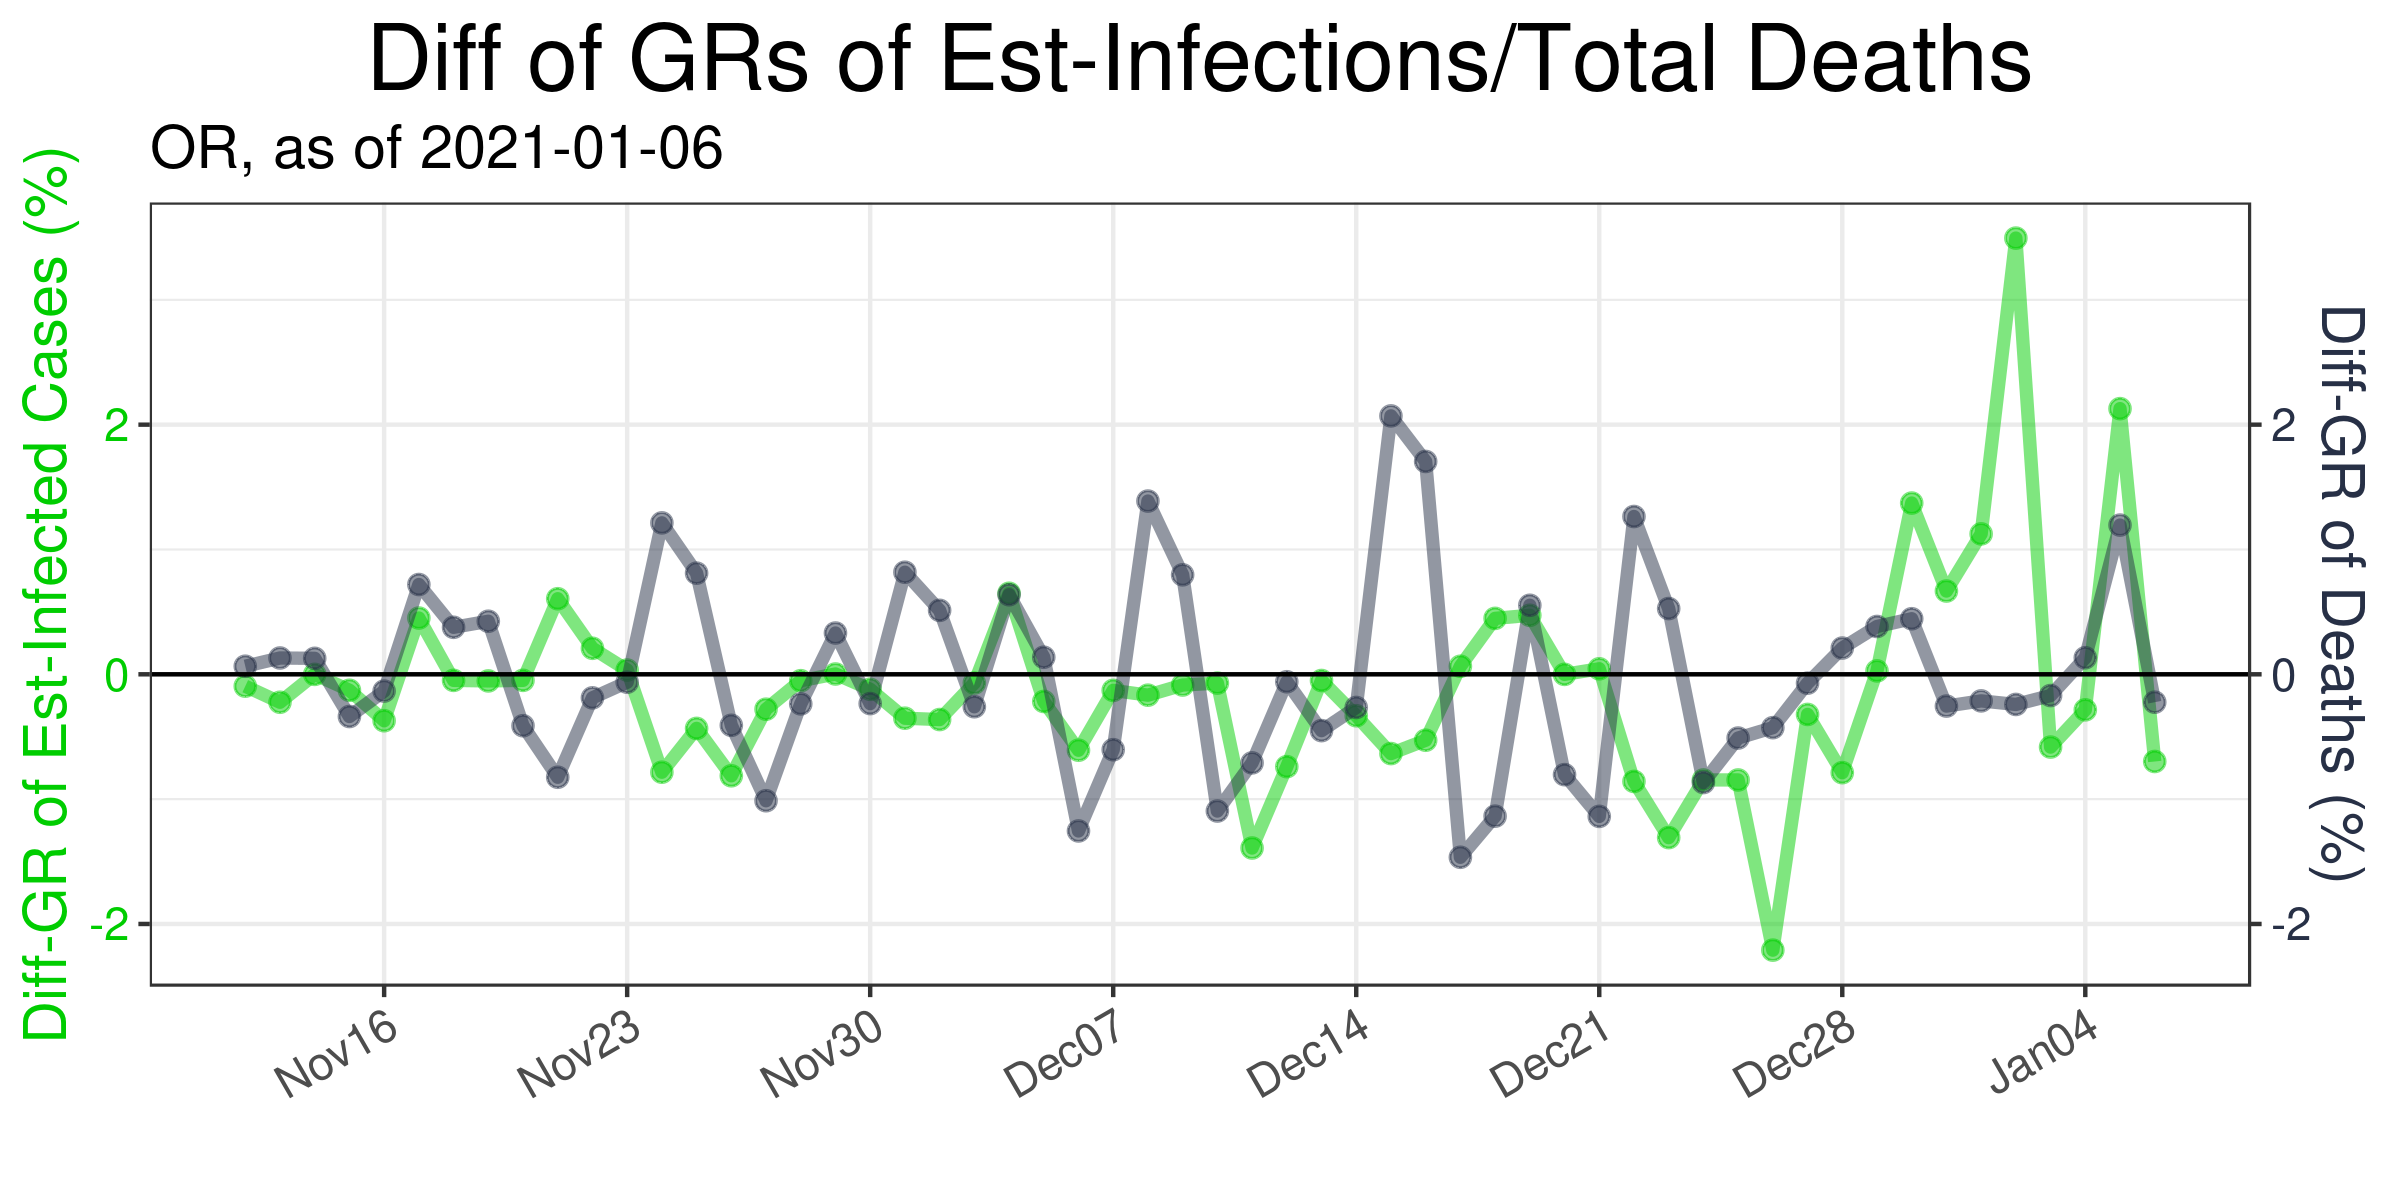 Diff of GRs of Est-Infections/Total Deaths
OR, as of 2021-01-06
Diff-GR of Est-Infected Cases (%)
2
0
-2
2
0
-2
Diff-GR of Deaths (%)
Nov16
Nov23
Nov30
Dec07
Dec14
Dec21
Dec28
Jan04